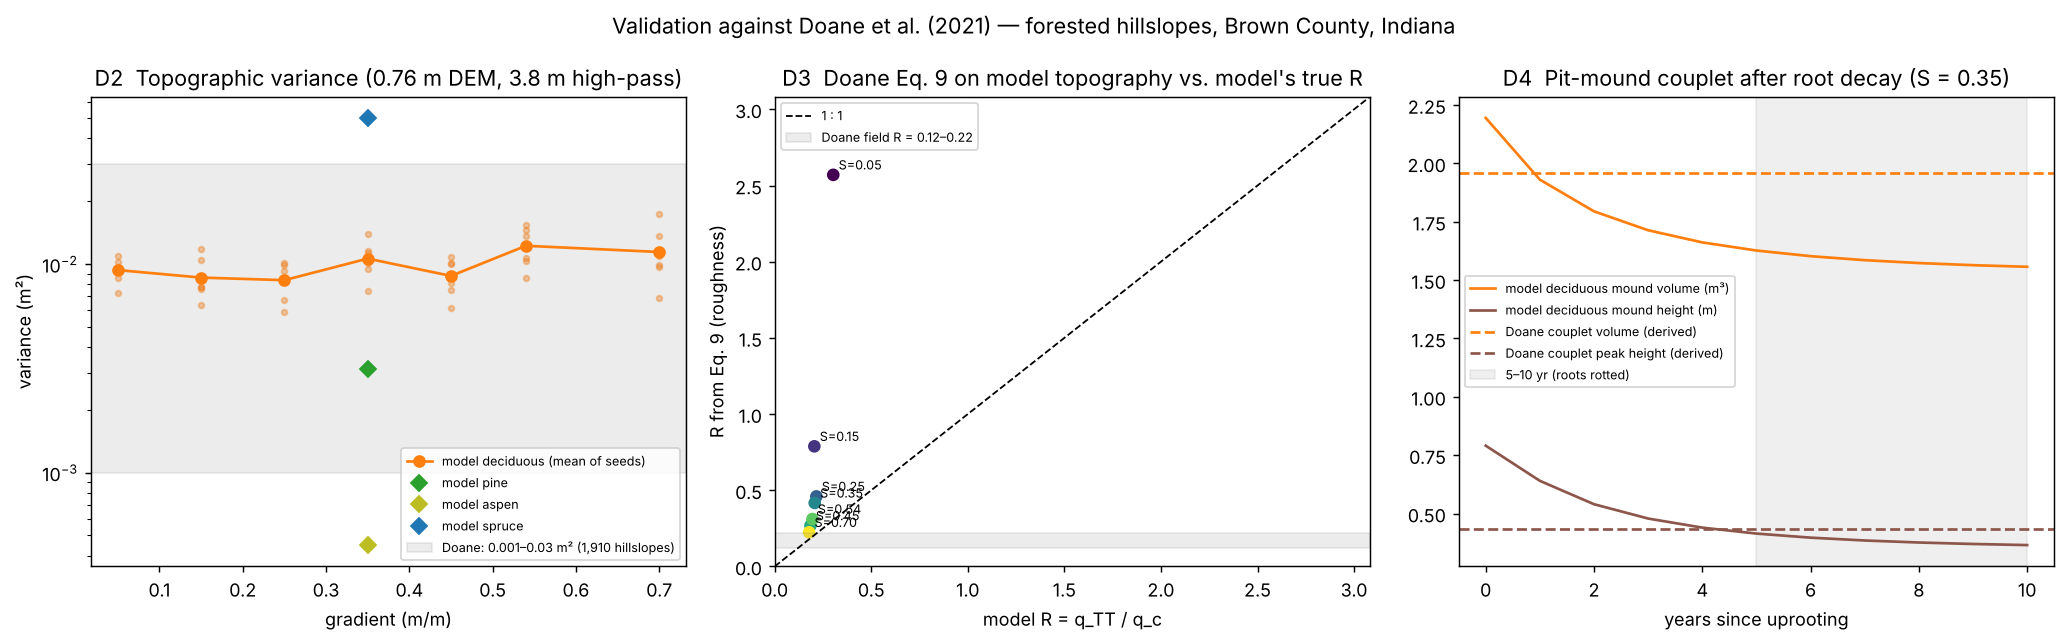 Validation against Doane et al. (2021) — forested hillslopes, Brown County, Indiana
D2  Topographic variance (0.76 m DEM, 3.8 m high-pass)
variance (m²)
10⁻²
10⁻³
0.1 0.2 0.3 0.4 0.5 0.6 0.7
gradient (m/m)
model deciduous (mean of seeds)
model pine
model aspen
model spruce
Doane: 0.001–0.03 m² (1,910 hillslopes)
D3  Doane Eq. 9 on model topography vs. model's true R
R from Eq. 9 (roughness)
3.0
2.5
2.0
1.5
1.0
0.5
0.0
0.0 0.5 1.0 1.5 2.0 2.5 3.0
model R = q_TT / q_c
1 : 1
Doane field R = 0.12–0.22
S=0.05
S=0.15
S=0.25
S=0.35
S=0.54
S=0.45
S=0.70
D4  Pit-mound couplet after root decay (S = 0.35)
2.25
2.00
1.75
1.50
1.25
1.00
0.75
0.50
0 2 4 6 8 10
years since uprooting
model deciduous mound volume (m³)
model deciduous mound height (m)
Doane couplet volume (derived)
Doane couplet peak height (derived)
5–10 yr (roots rotted)